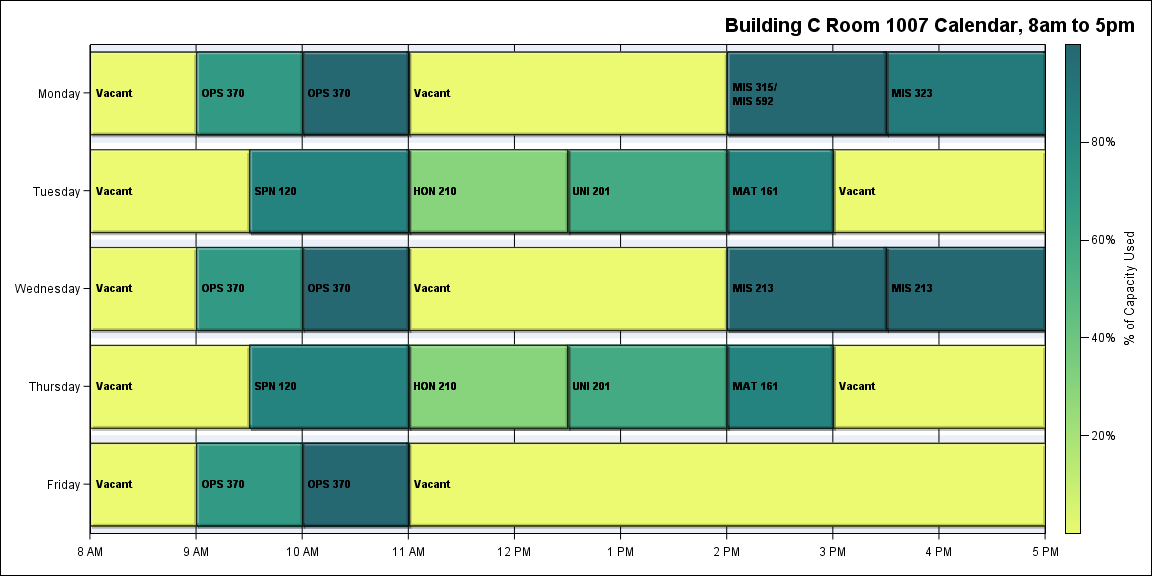 Building C Room 1007 Calendar, 8am to 5pm
Monday
Vacant
OPS 370
OPS 370
Vacant
MIS 315/
MIS 592
MIS 323
Tuesday
Vacant
SPN 120
HON 210
UNI 201
MAT 161
Vacant
Wednesday
Vacant
OPS 370
OPS 370
Vacant
MIS 213
MIS 213
Thursday
Vacant
SPN 120
HON 210
UNI 201
MAT 161
Vacant
Friday
Vacant
OPS 370
OPS 370
Vacant
8 AM
9 AM
10 AM
11 AM
12 PM
1 PM
2 PM
3 PM
4 PM
5 PM
80%
60%
40%
20%
% of Capacity Used